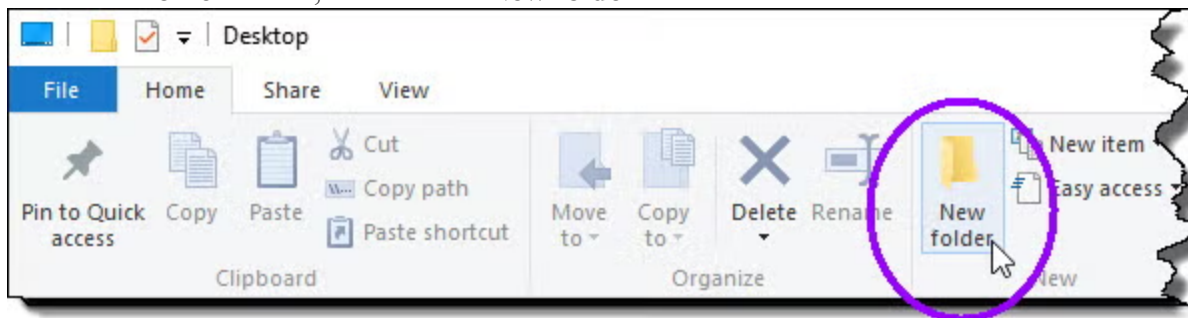 Desktop
File Home Share View
Pin to Quick access
Copy
Paste
Cut
Copy path
Paste shortcut
Clipboard
Move to
Copy to
Delete
Rename
Organize
New folder
New item
Easy access
New